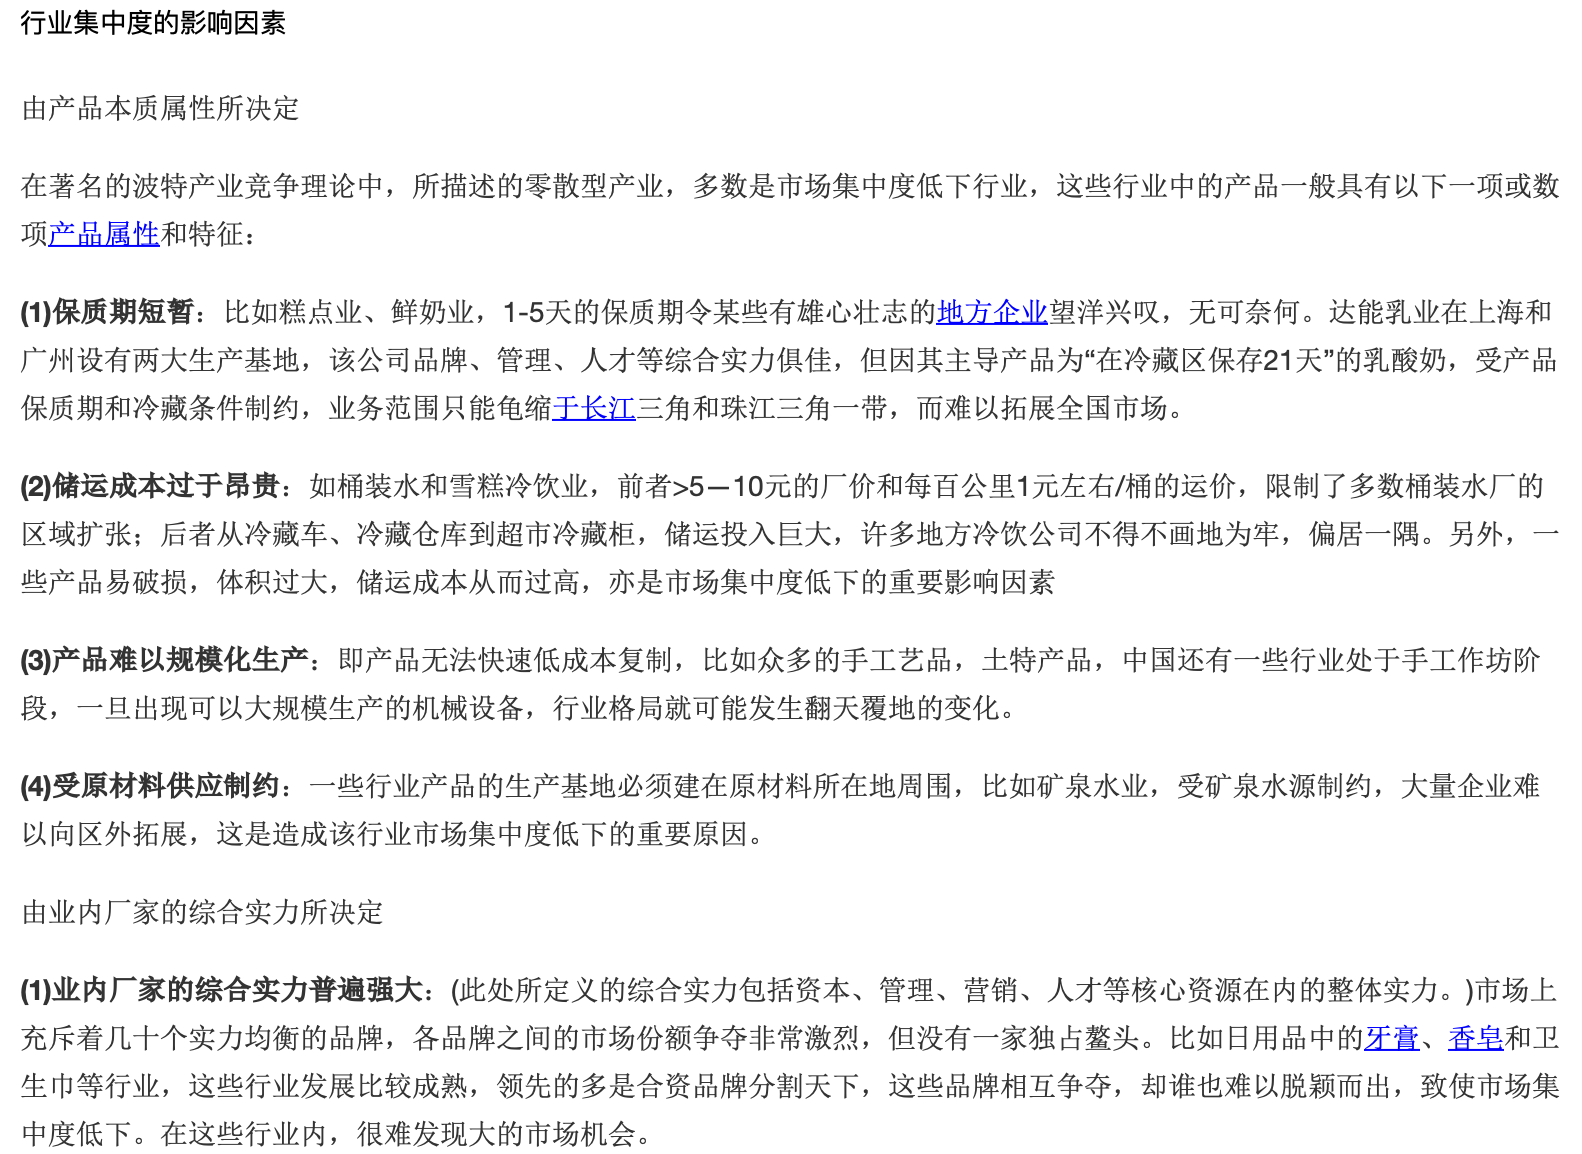 行业集中度的影响因素
由产品本质属性所决定
在著名的波特产业竞争理论中，所描述的零散型产业，多数是市场集中度低下行业，这些行业中的产品一般具有以下一项或数
项产品属性和特征：
(1)保质期短暂：比如糕点业、鲜奶业，1-5天的保质期令某些有雄心壮志的地方企业望洋兴叹，无可奈何。达能乳业在上海和
广州设有两大生产基地，该公司品牌、管理、人才等综合实力俱佳，但因其主导产品为“在冷藏区保存21天”的乳酸奶，受产品
保质期和冷藏条件制约，业务范围只能龟缩于长江三角和珠江三角一带，而难以拓展全国市场。
(2)储运成本过于昂贵：如桶装水和雪糕冷饮业，前者>5—10元的厂价和每百公里1元左右/桶的运价，限制了多数桶装水厂的
区域扩张；后者从冷藏车、冷藏仓库到超市冷藏柜，储运投入巨大，许多地方冷饮公司不得不画地为牢，偏居一隅。另外，一
些产品易破损，体积过大，储运成本从而过高，亦是市场集中度低下的重要影响因素
(3)产品难以规模化生产：即产品无法快速低成本复制，比如众多的手工艺品，土特产品，中国还有一些行业处于手工作坊阶
段，一旦出现可以大规模生产的机械设备，行业格局就可能发生翻天覆地的变化。
(4)受原材料供应制约：一些行业产品的生产基地必须建在原材料所在地周围，比如矿泉水业，受矿泉水源制约，大量企业难
以向区外拓展，这是造成该行业市场集中度低下的重要原因。
由业内厂家的综合实力所决定
(1)业内厂家的综合实力普遍强大：(此处所定义的综合实力包括资本、管理、营销、人才等核心资源在内的整体实力。)市场上
充斥着几十个实力均衡的品牌，各品牌之间的市场份额争夺非常激烈，但没有一家独占鳌头。比如日用品中的牙膏、香皂和卫
生巾等行业，这些行业发展比较成熟，领先的多是合资品牌分割天下，这些品牌相互争夺，却谁也难以脱颖而出，致使市场集
中度低下。在这些行业内，很难发现大的市场机会。